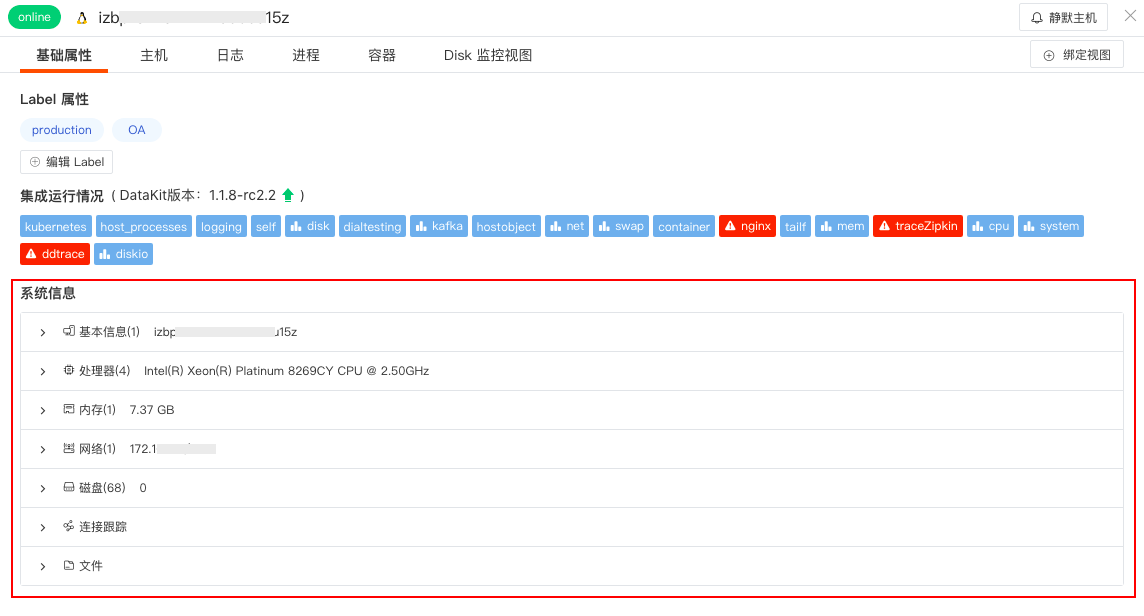 online izbp 15z 静默主机
基础属性 主机 日志 进程 容器 Disk 监控视图 绑定视图
Label 属性
production OA
编辑 Label
集成运行情况 ( DataKit版本: 1.1.8-rc2.2 )
kubernetes host_processes logging self disk dialtesting kafka hostobject net swap container nginx tailf mem traceZipkin cpu system
ddtrace diskio
系统信息
基本信息(1) izbp u15z
处理器(4) Intel(R) Xeon(R) Platinum 8269CY CPU @ 2.50GHz
内存(1) 7.37 GB
网络(1) 172.1
磁盘(68) 0
连接跟踪
文件